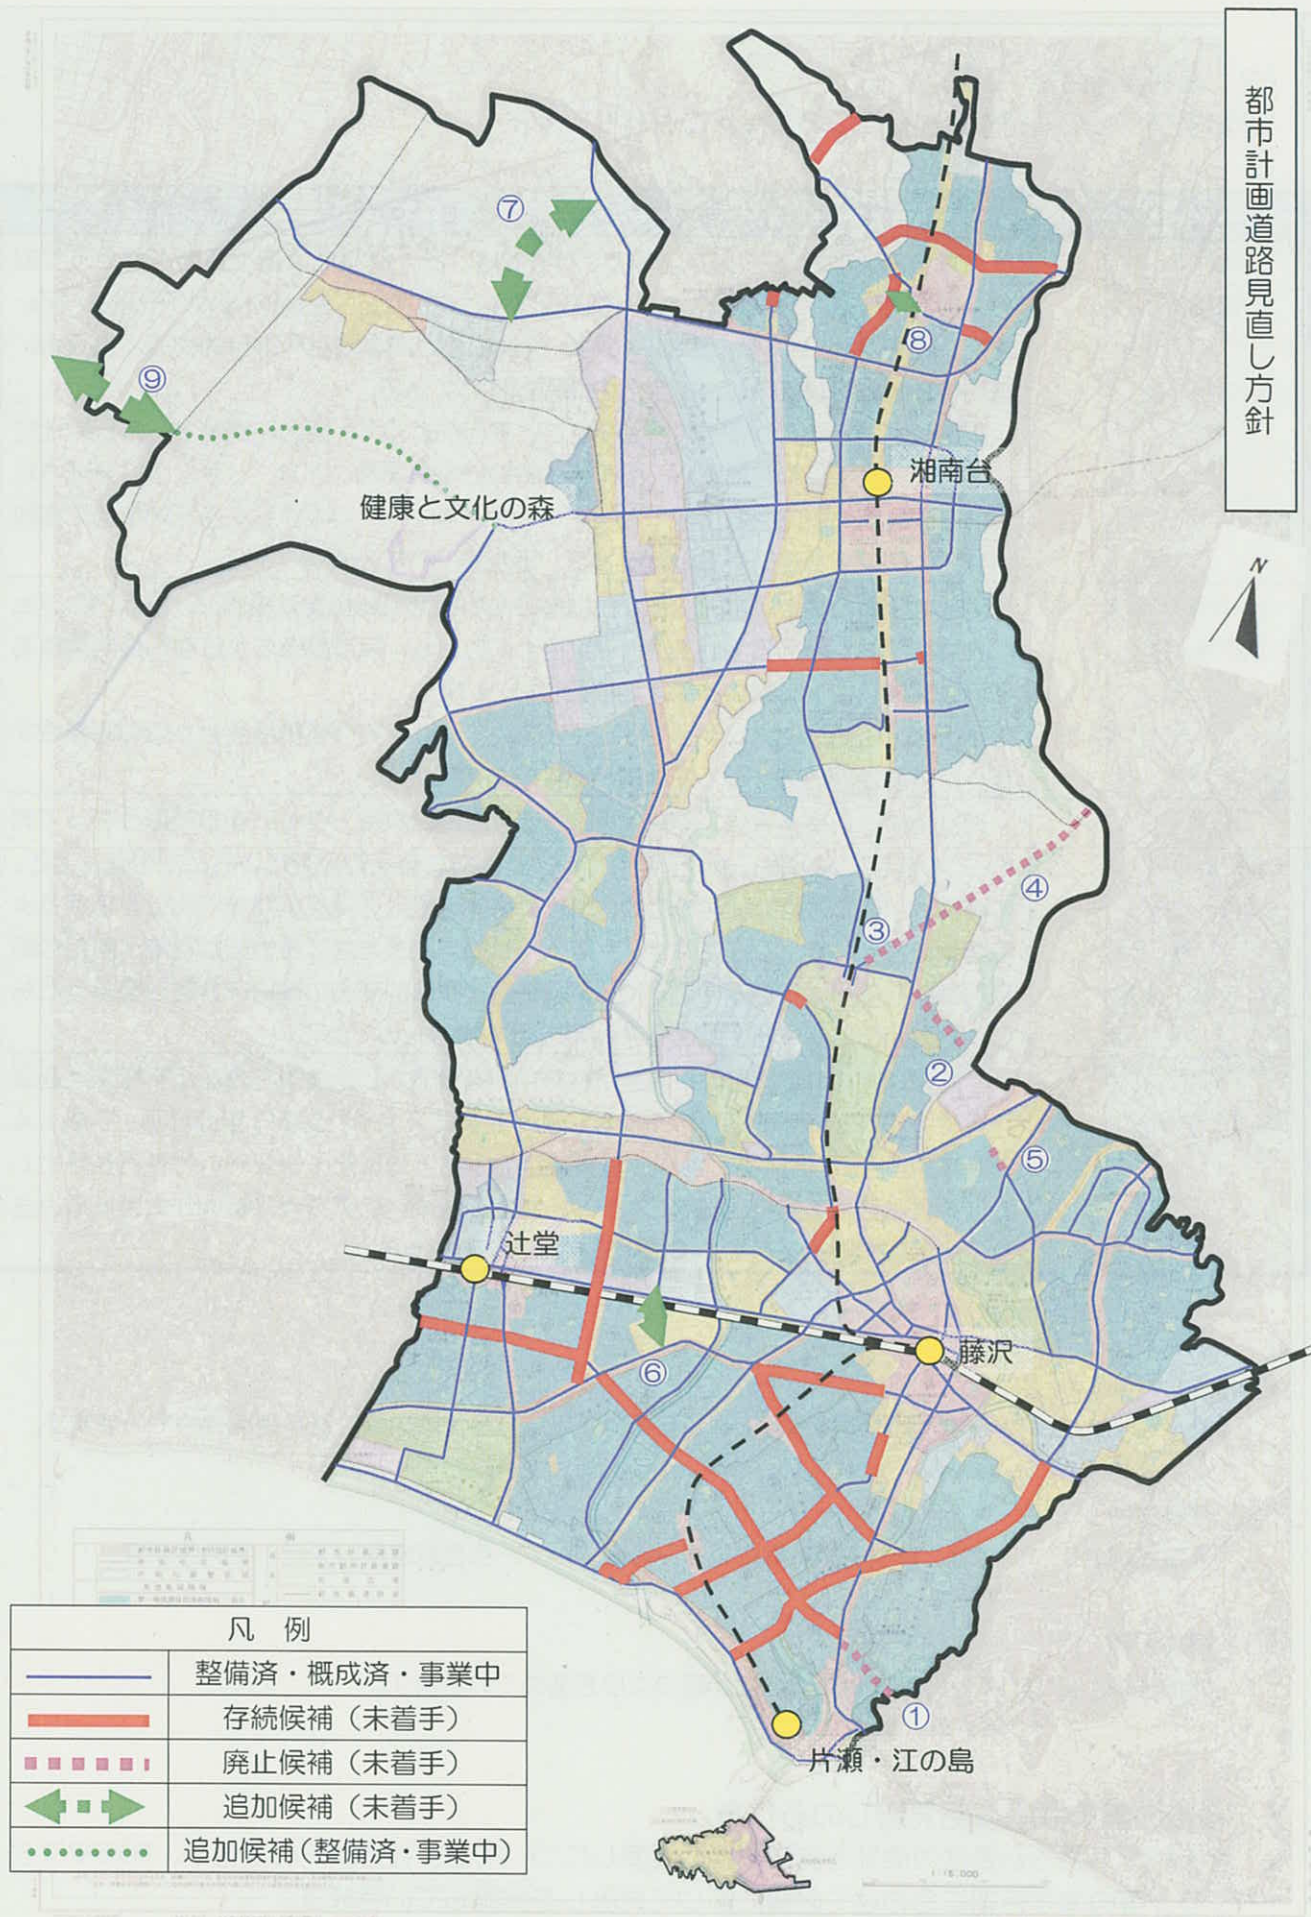 都市計画道路見直し方針
⑦
⑧
⑨
湘南台
健康と文化の森
N
④
③
②
⑤
辻堂
藤沢
⑥
①
片瀬・江の島
凡 例
整備済・概成済・事業中
存続候補（未着手）
廃止候補（未着手）
追加候補（未着手）
追加候補（整備済・事業中）